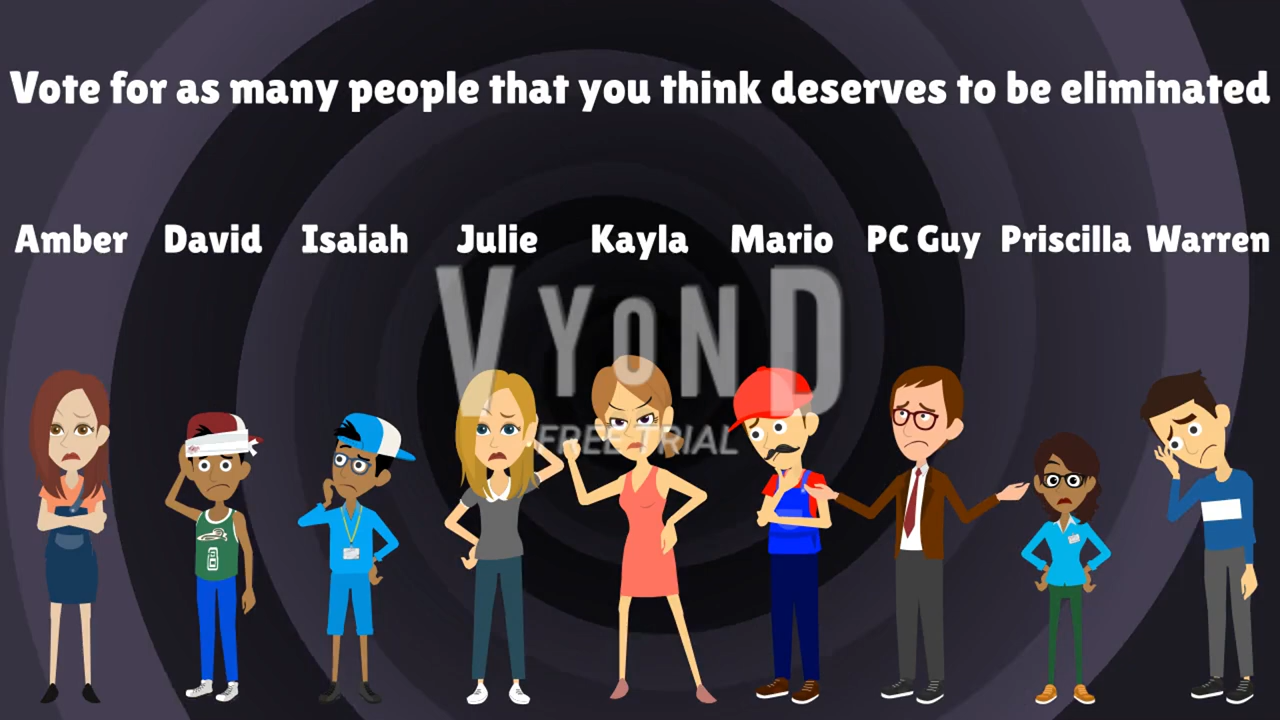 Vote for as many people that you think deserves to be eliminated
Amber David Isaiah Julie Kayla Mario PC Guy Priscilla Warren
VYOND
FREE TRIAL